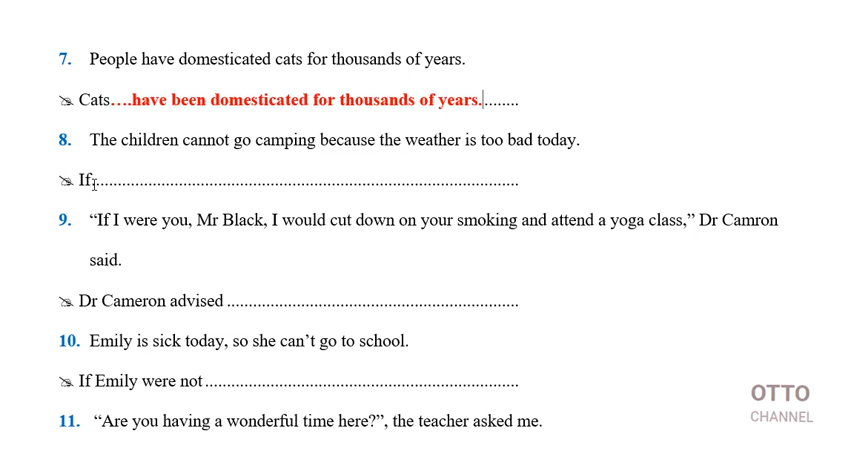 7. People have domesticated cats for thousands of years.
Cats….have been domesticated for thousands of years.........
8. The children cannot go camping because the weather is too bad today.
If..................................................................................................
9. “If I were you, Mr Black, I would cut down on your smoking and attend a yoga class,” Dr Camron
said.
Dr Cameron advised ...................................................................
10. Emily is sick today, so she can’t go to school.
If Emily were not ........................................................................
11. “Are you having a wonderful time here?”, the teacher asked me.
OTTO
CHANNEL